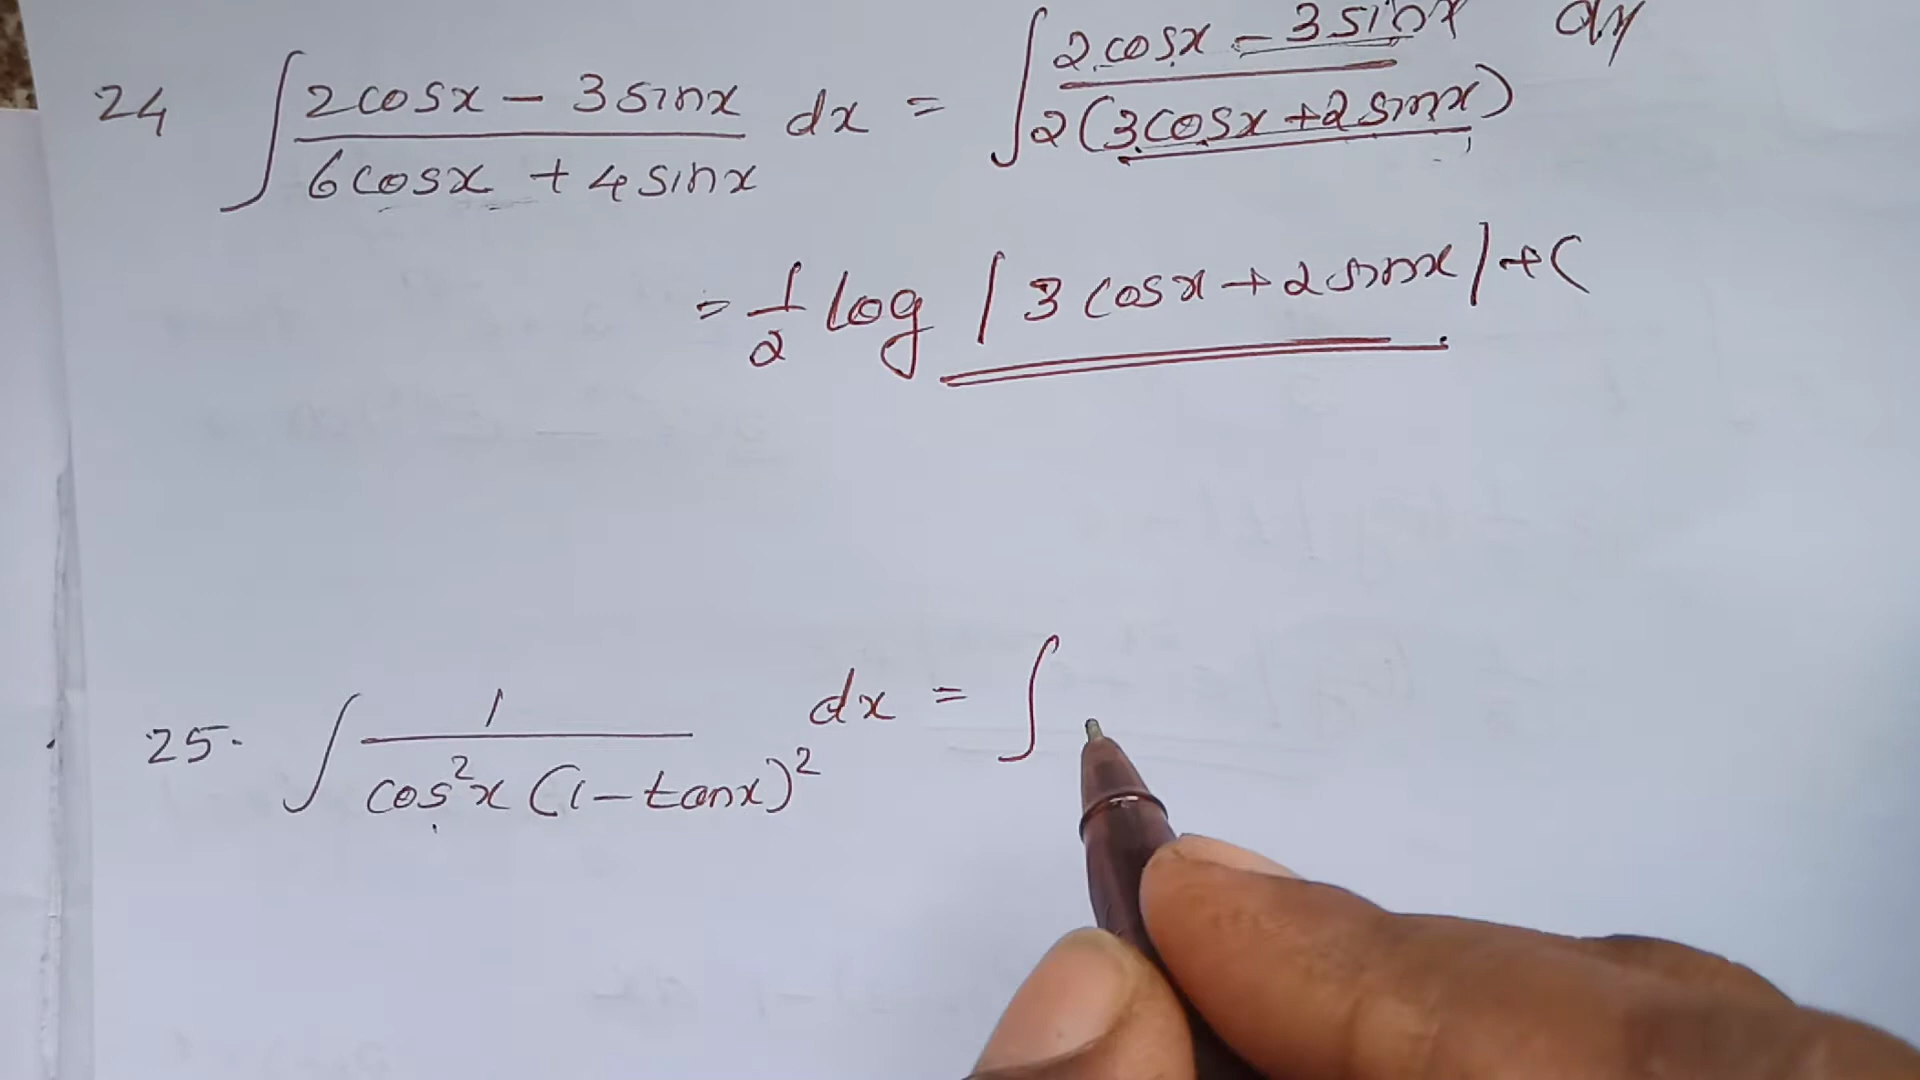 24 ∫ (2cosx − 3sinx)/(6cosx + 4sinx) dx = ∫ (2cosx − 3sinx)/(2(3cosx + 2sinx)) dx
= 1/2 log |3cosx + 2sinx| + C
25. ∫ 1/(cos²x (1 − tanx)²) dx = ∫